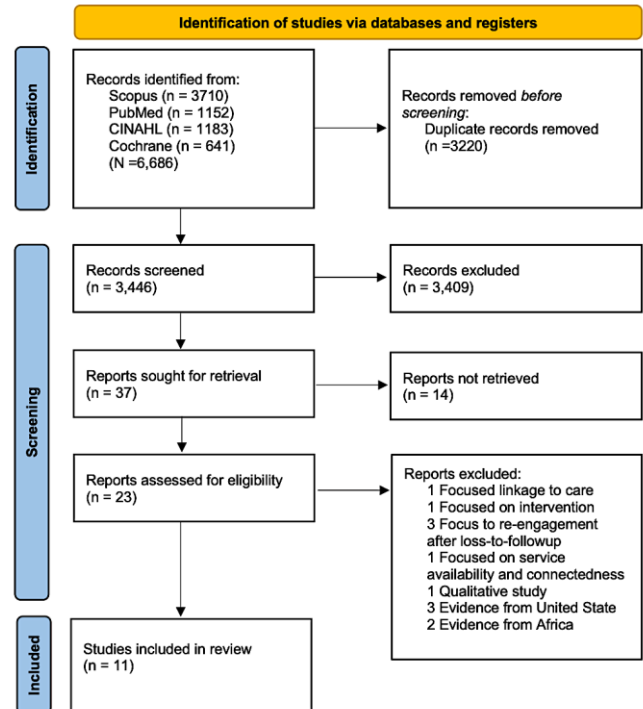 Identification of studies via databases and registers
Identification
Records identified from:
Scopus (n = 3710)
PubMed (n = 1152)
CINAHL (n = 1183)
Cochrane (n = 641)
(N =6,686)
Records removed before
screening:
Duplicate records removed
(n =3220)
Screening
Records screened
(n = 3,446)
Records excluded
(n = 3,409)
Reports sought for retrieval
(n = 37)
Reports not retrieved
(n = 14)
Reports assessed for eligibility
(n = 23)
Reports excluded:
1 Focused linkage to care
1 Focused on intervention
3 Focus to re-engagement
after loss-to-followup
1 Focused on service
availability and connectedness
1 Qualitative study
3 Evidence from United State
2 Evidence from Africa
Included
Studies included in review
(n = 11)